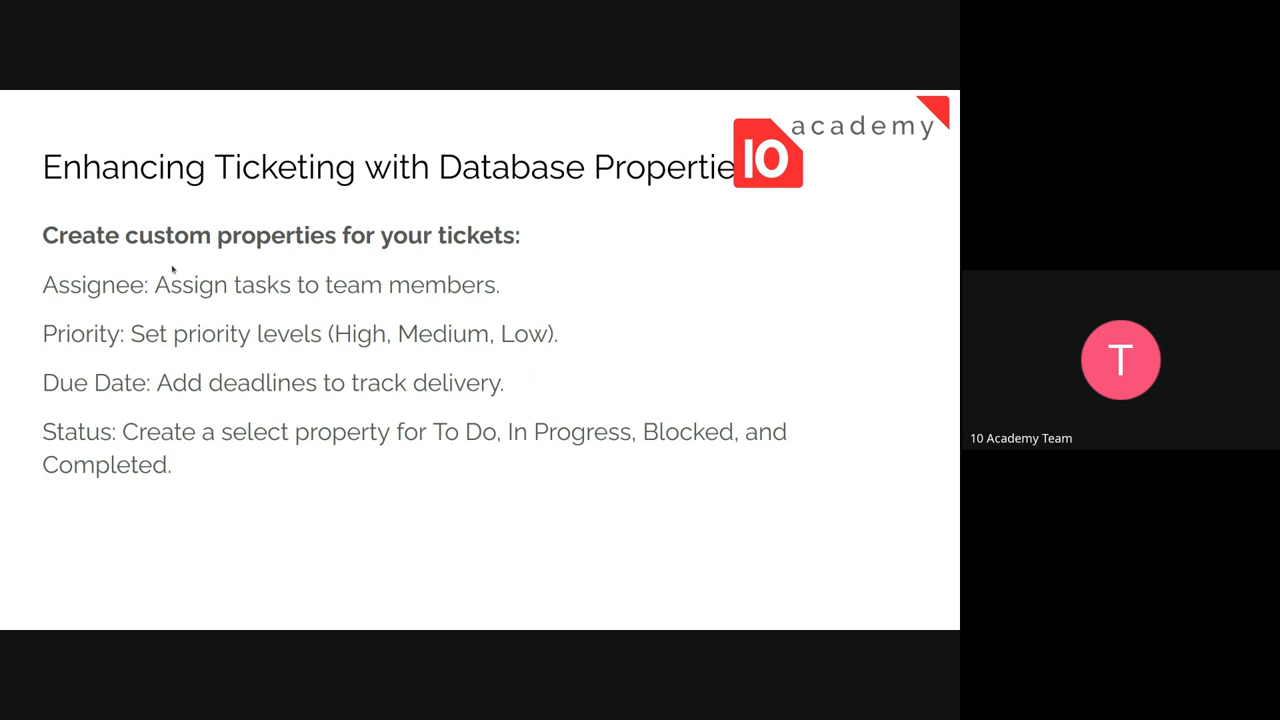 academy
10
Enhancing Ticketing with Database Propertie
Create custom properties for your tickets:
Assignee: Assign tasks to team members.
Priority: Set priority levels (High, Medium, Low).
Due Date: Add deadlines to track delivery.
Status: Create a select property for To Do, In Progress, Blocked, and
Completed.
T
10 Academy Team